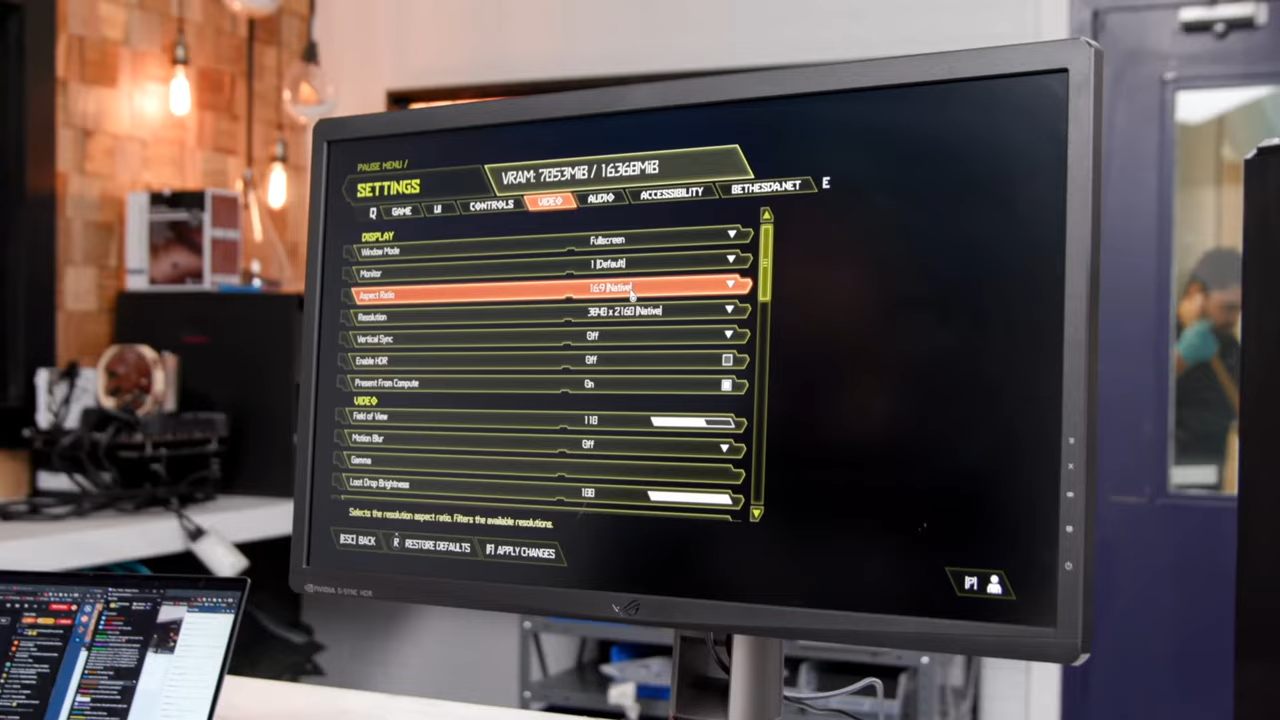 PAUSE MENU /
SETTINGS
VRAM: 7053MiB / 16368MiB
Q GAME UI CONTROLS VIDEO AUDIO ACCESSIBILITY BETHESDA.NET E
DISPLAY
Window Mode Fullscreen
Monitor 1 [Default]
Aspect Ratio 16:9 [Native]
Resolution 3840 x 2160 [Native]
Vertical Sync Off
Enable HDR Off
Present From Compute On
VIDEO
Field of View 110
Motion Blur Off
Gamma
Loot Drop Brightness 100
Selects the resolution aspect ratio. Filters the available resolutions.
[ESC] BACK R RESTORE DEFAULTS [F] APPLY CHANGES
[P]
NVIDIA G-SYNC HDR